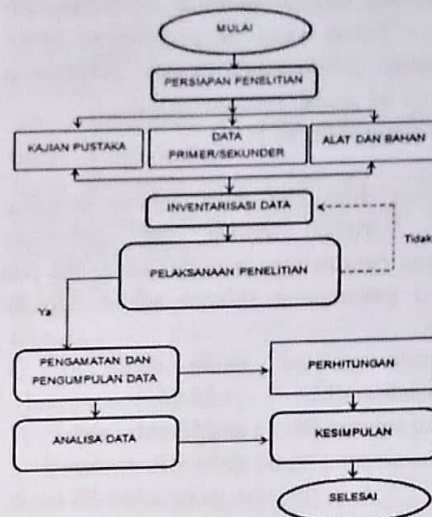 MULAI
PERSIAPAN PENELITIAN
KAJIAN PUSTAKA
DATA
PRIMER/SEKUNDER
ALAT DAN BAHAN
INVENTARISASI DATA
Tidak
PELAKSANAAN PENELITIAN
Ya
PENGAMATAN DAN
PENGUMPULAN DATA
PERHITUNGAN
ANALISA DATA
KESIMPULAN
SELESAI